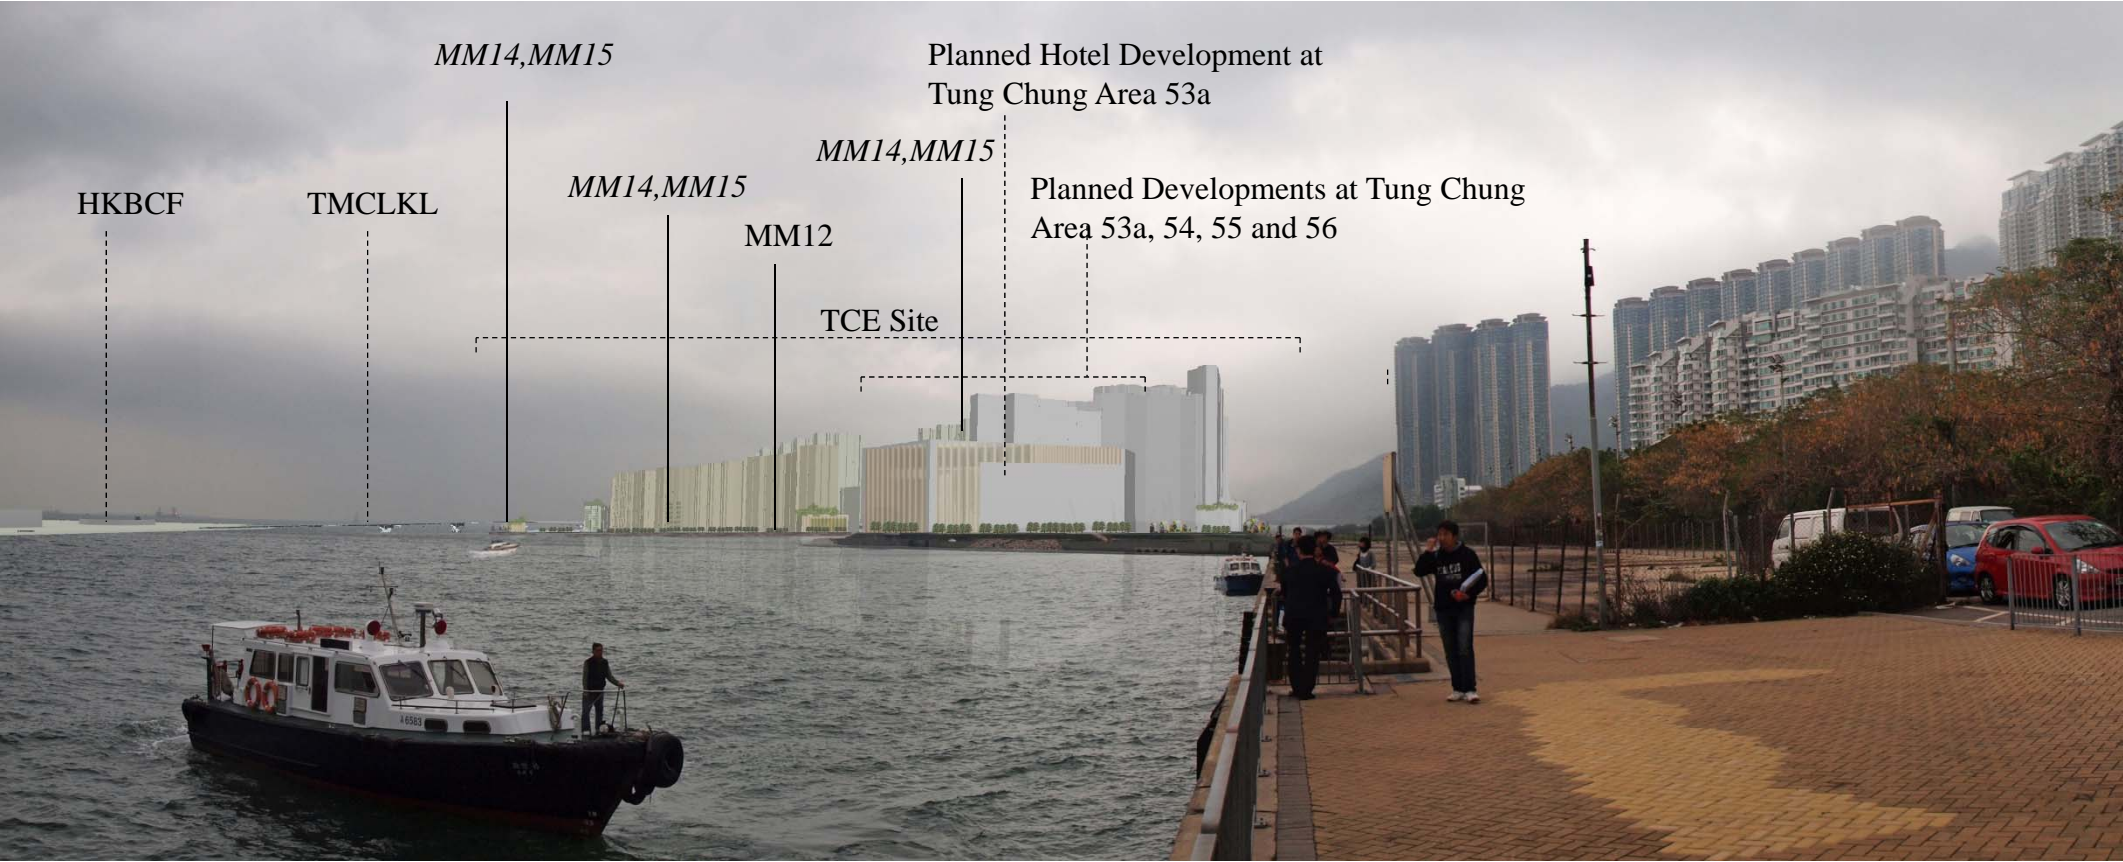 MM14,MM15
Planned Hotel Development at
Tung Chung Area 53a
MM14,MM15
HKBCF
TMCLKL
MM14,MM15
Planned Developments at Tung Chung
Area 53a, 54, 55 and 56
MM12
TCE Site
A6583